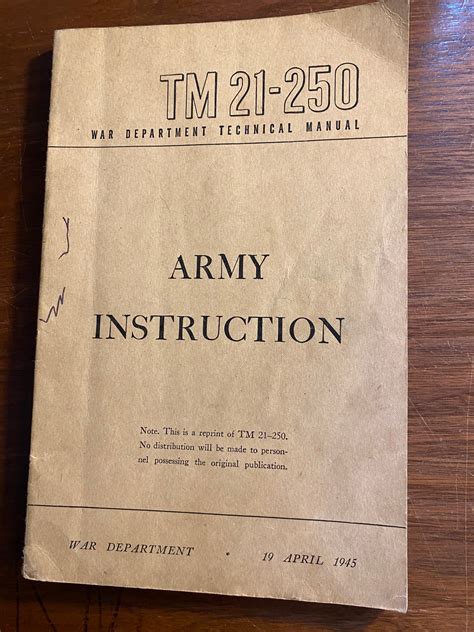 TM 21-250
WAR DEPARTMENT TECHNICAL MANUAL
ARMY
INSTRUCTION
Note. This is a reprint of TM 21–250.
No distribution will be made to person-
nel possessing the original publication.
WAR DEPARTMENT • 19 APRIL 1945